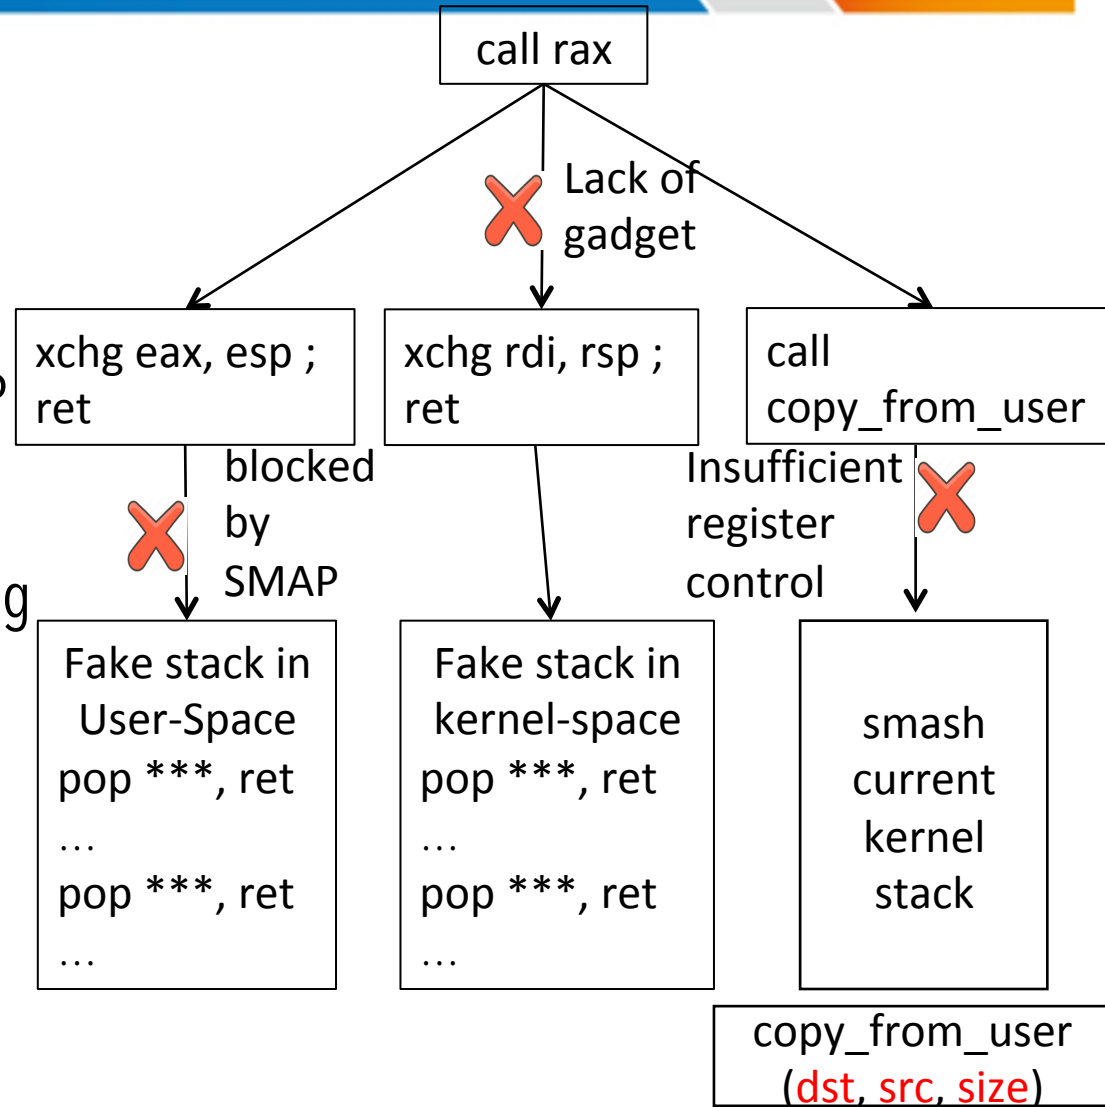 call rax
Lack of
gadget
xchg eax, esp ;
ret
xchg rdi, rsp ;
ret
call
copy_from_user
blocked
by
SMAP
Insufficient
register
control
g
Fake stack in
User-Space
pop ***, ret
...
pop ***, ret
...
Fake stack in
kernel-space
pop ***, ret
...
pop ***, ret
...
smash
current
kernel
stack
copy_from_user
(dst, src, size)